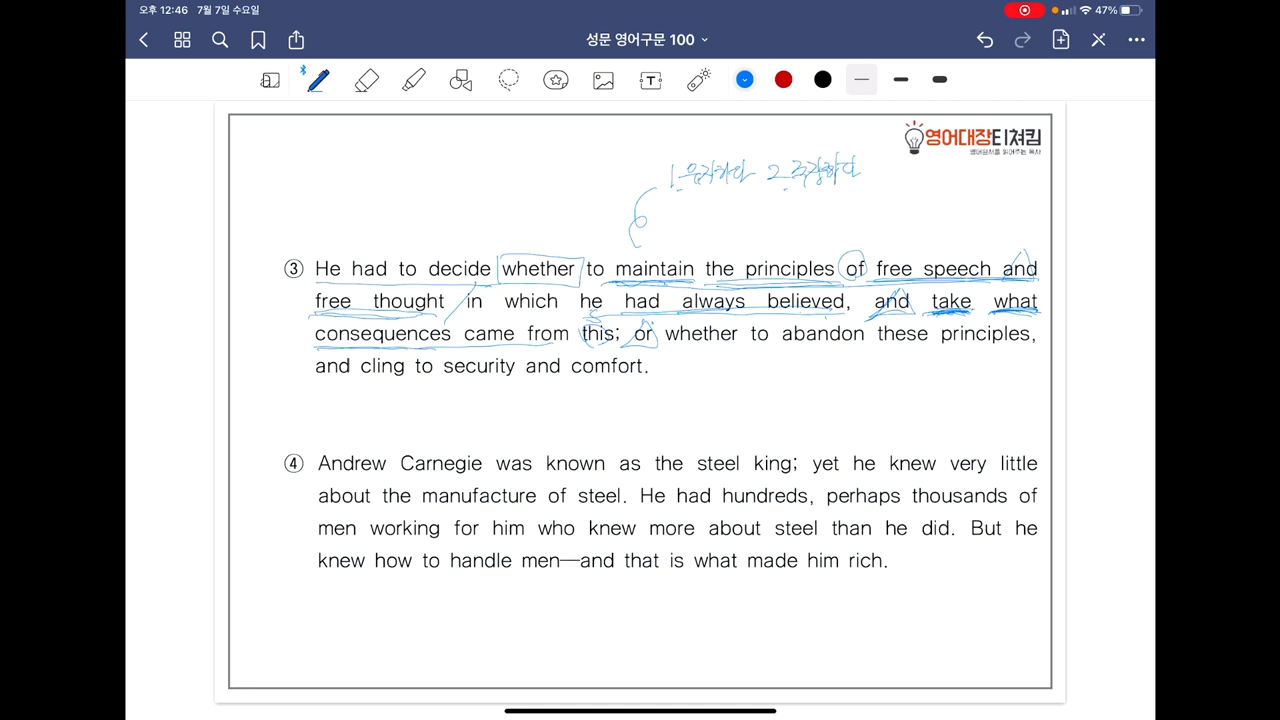 오후 12:46 7월 7일 수요일
47%
성문 영어구문 100
영어대장티쳐킴
1. 유지하다 2. 주장하다
③ He had to decide whether to maintain the principles of free speech and
free thought in which he had always believed, and take what
consequences came from this; or whether to abandon these principles,
and cling to security and comfort.
④ Andrew Carnegie was known as the steel king; yet he knew very little
about the manufacture of steel. He had hundreds, perhaps thousands of
men working for him who knew more about steel than he did. But he
knew how to handle men—and that is what made him rich.